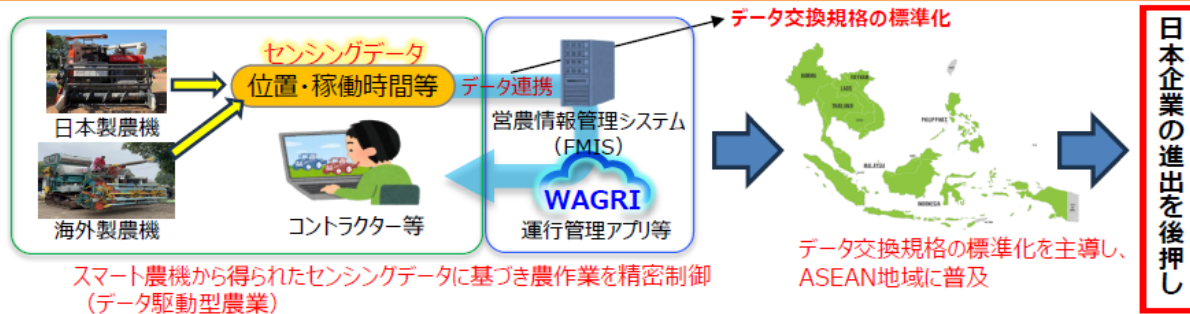 データ交換規格の標準化
センシングデータ
位置・稼働時間等
データ連携
日本製農機
海外製農機
コントラクター等
営農情報管理システム
（FMIS）
WAGRI
運行管理アプリ等
スマート農機から得られたセンシングデータに基づき農作業を精密制御
（データ駆動型農業）
VIETNAM
LAOS
THAILAND
PHILIPPINES
MALAYSIA
INDONESIA
データ交換規格の標準化を主導し、
ASEAN地域に普及
日本企業の進出を後押し